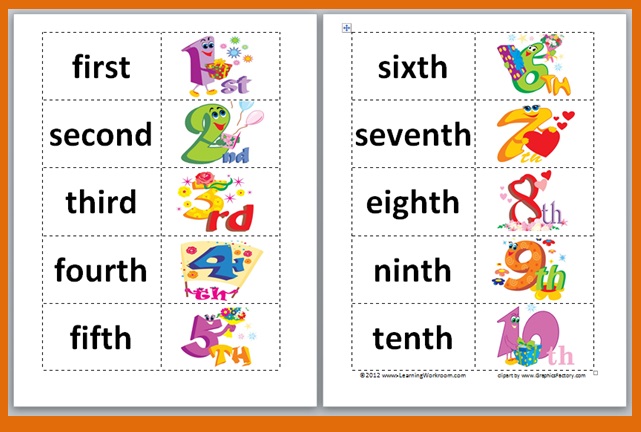 first 1st
second 2nd
third 3rd
fourth 4th
fifth 5TH
sixth 6TH
seventh 7th
eighth 8th
ninth 9th
tenth 10th
©2012 www.LearningWorkroom.com clipart by www.GraphicsFactory.com